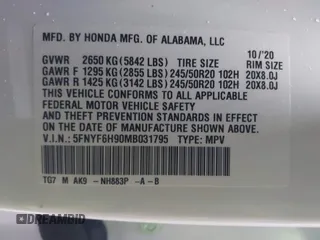 MFD. BY HONDA MFG. OF ALABAMA, LLC 10/'20
GVWR 2650 KG (5842 LBS) TIRE SIZE RIM SIZE
GAWR F 1295 KG (2855 LBS) 245/50R20 102H 20X8.0J
GAWR R 1425 KG (3142 LBS) 245/50R20 102H 20X8.0J
THIS VEHICLE CONFORMS TO ALL APPLICABLE
FEDERAL MOTOR VEHICLE SAFETY, BUMPER,
AND THEFT PREVENTION STANDARDS IN EFFECT
ON THE DATE OF MANUFACTURE SHOWN ABOVE.
V.I.N.: 5FNYF6H90MB031795 TYPE: MPV
TG7 M AK9 -NH883P -A-B